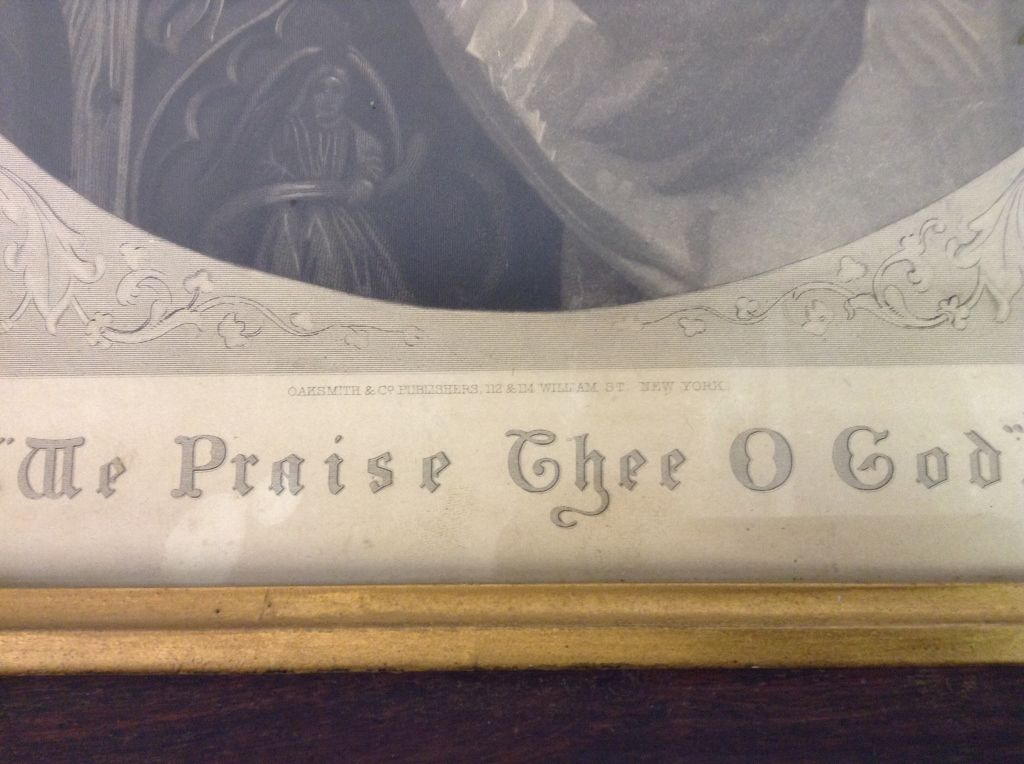 OAKSMITH & CO PUBLISHERS, 112 & 114 WILLIAM ST. NEW YORK.
"We Praise Thee O God"